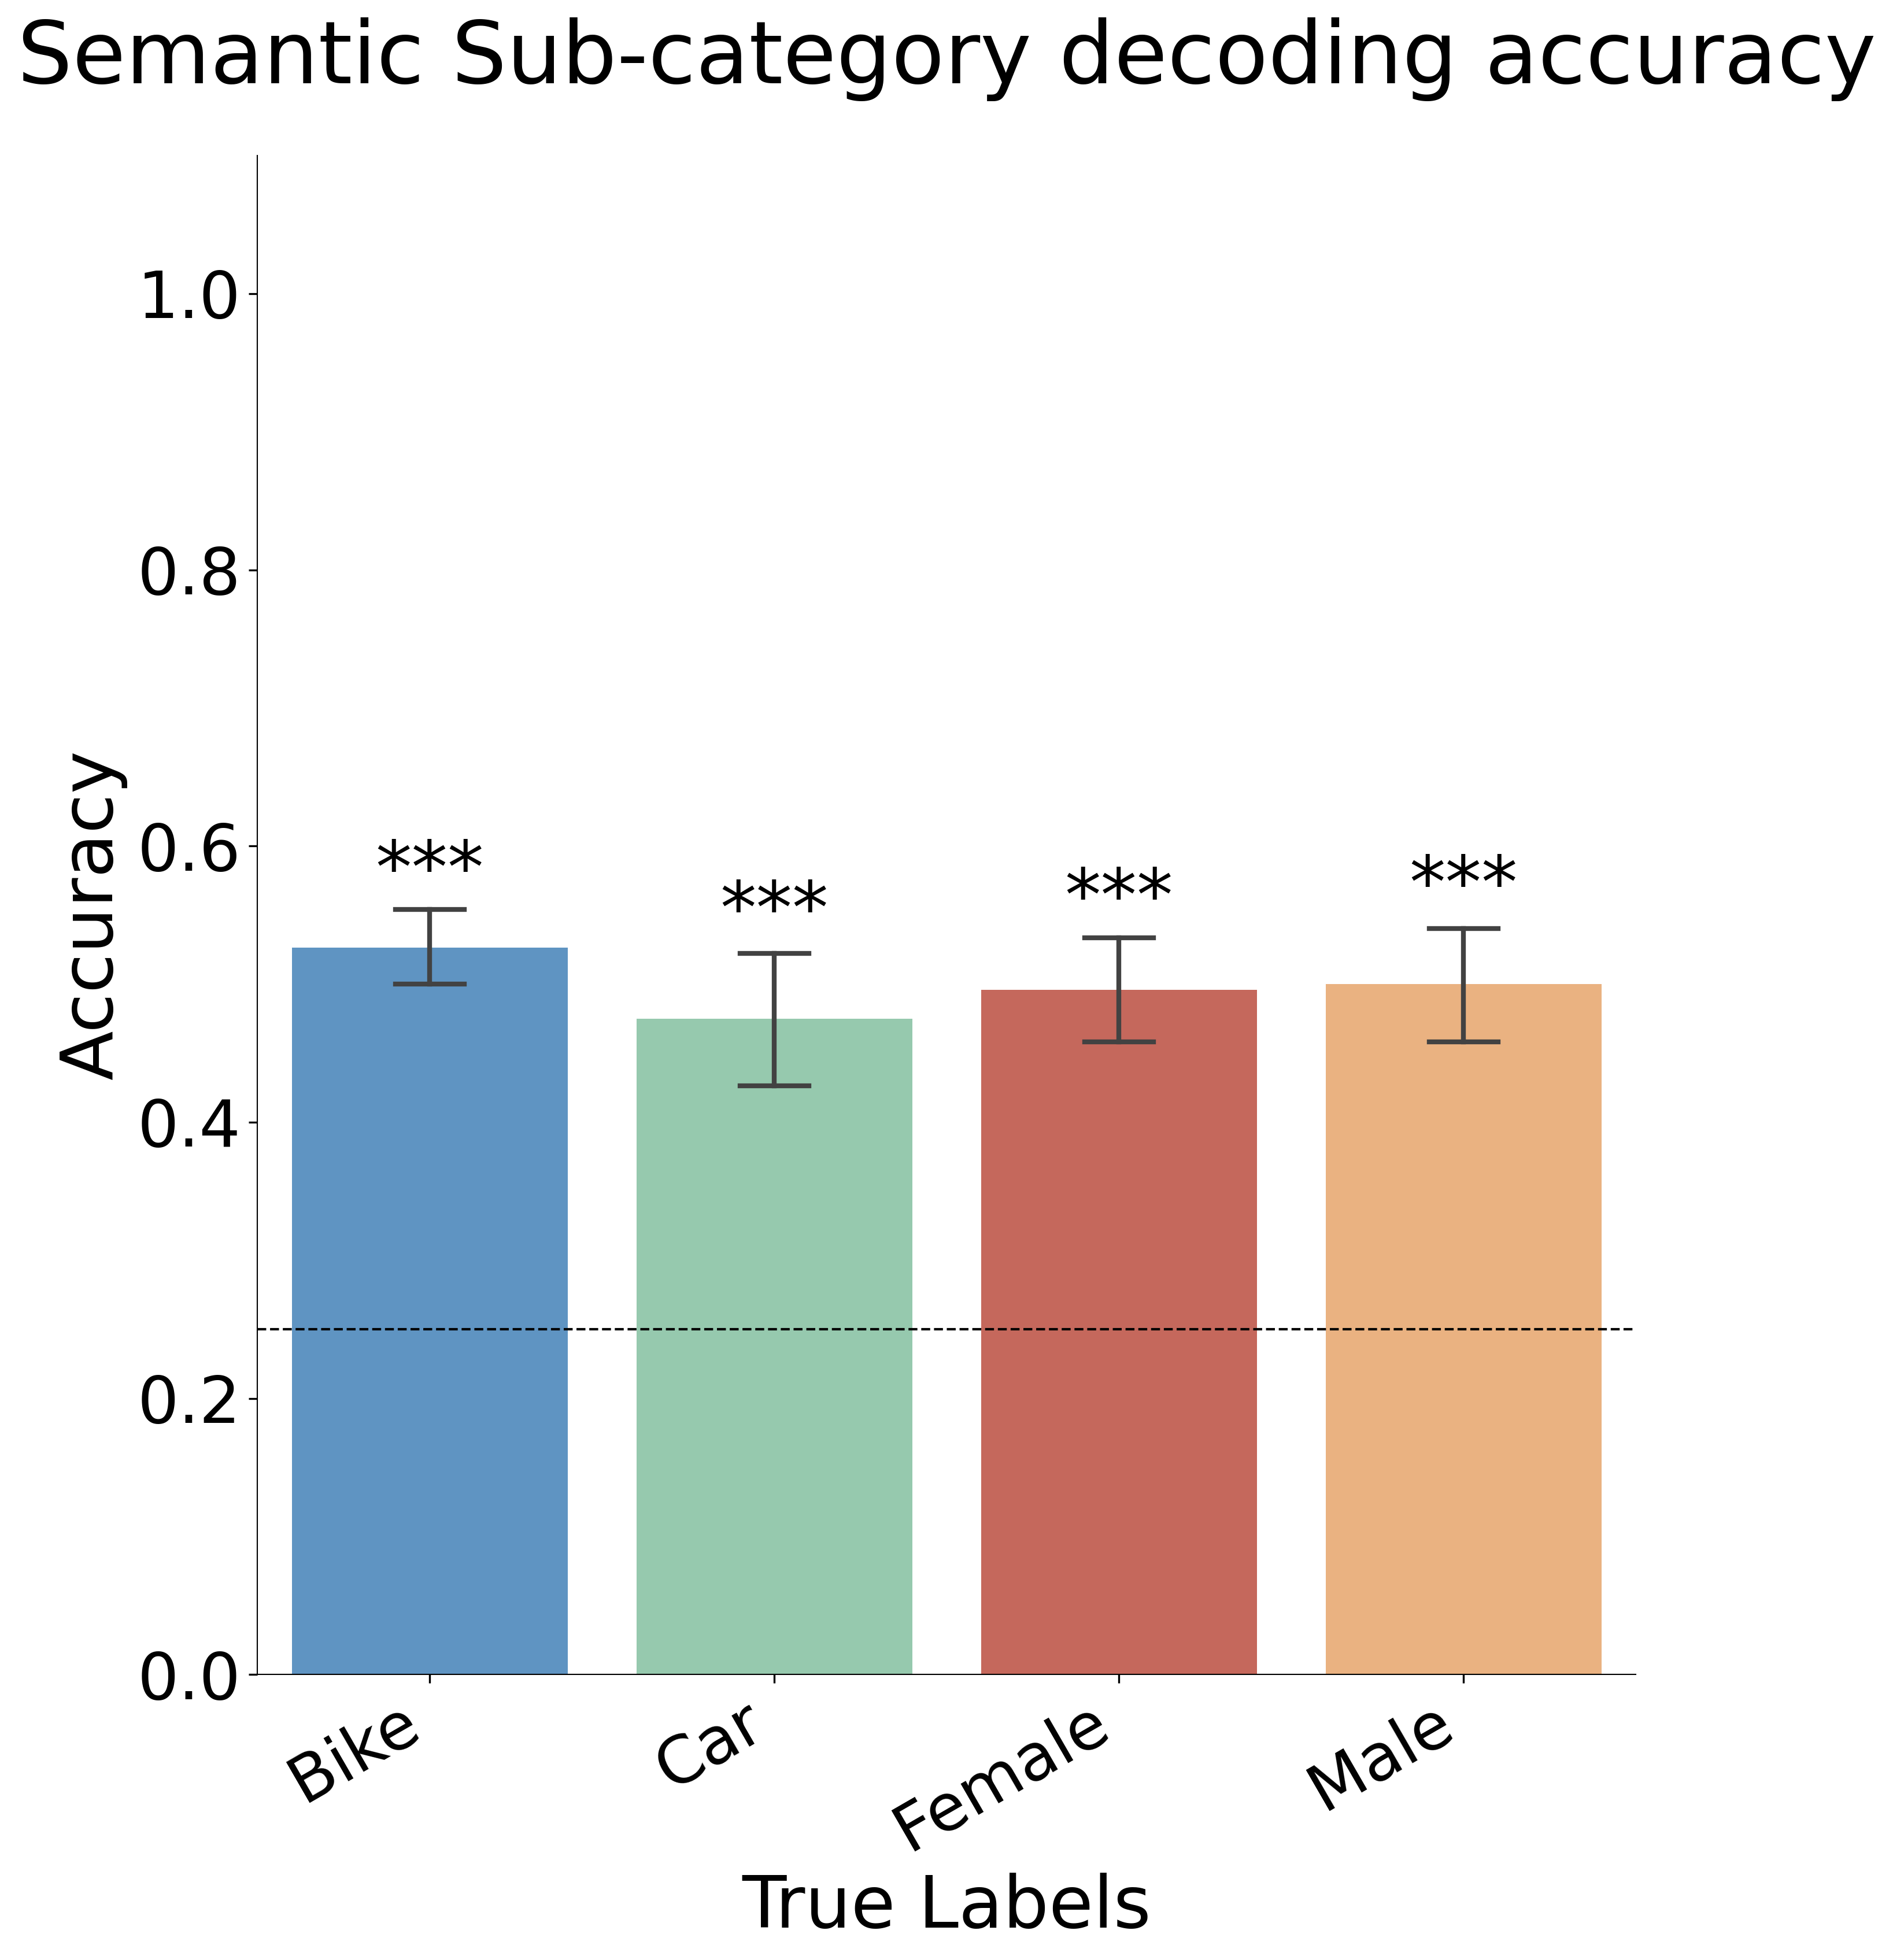 Semantic Sub-category decoding accuracy
1.0
0.8
0.6
0.4
0.2
0.0
Accuracy
***
***
***
***
Bike
Car
Female
Male
True Labels